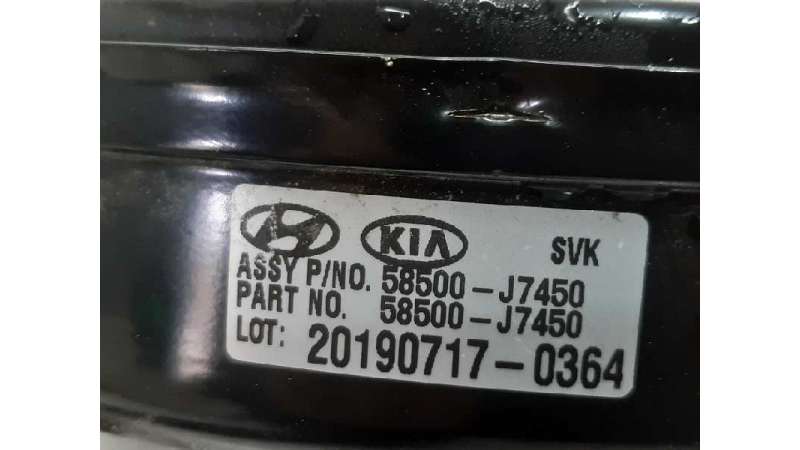 KIA SVK
ASSY P/NO. 58500-J7450
PART NO. 58500-J7450
LOT: 20190717-0364